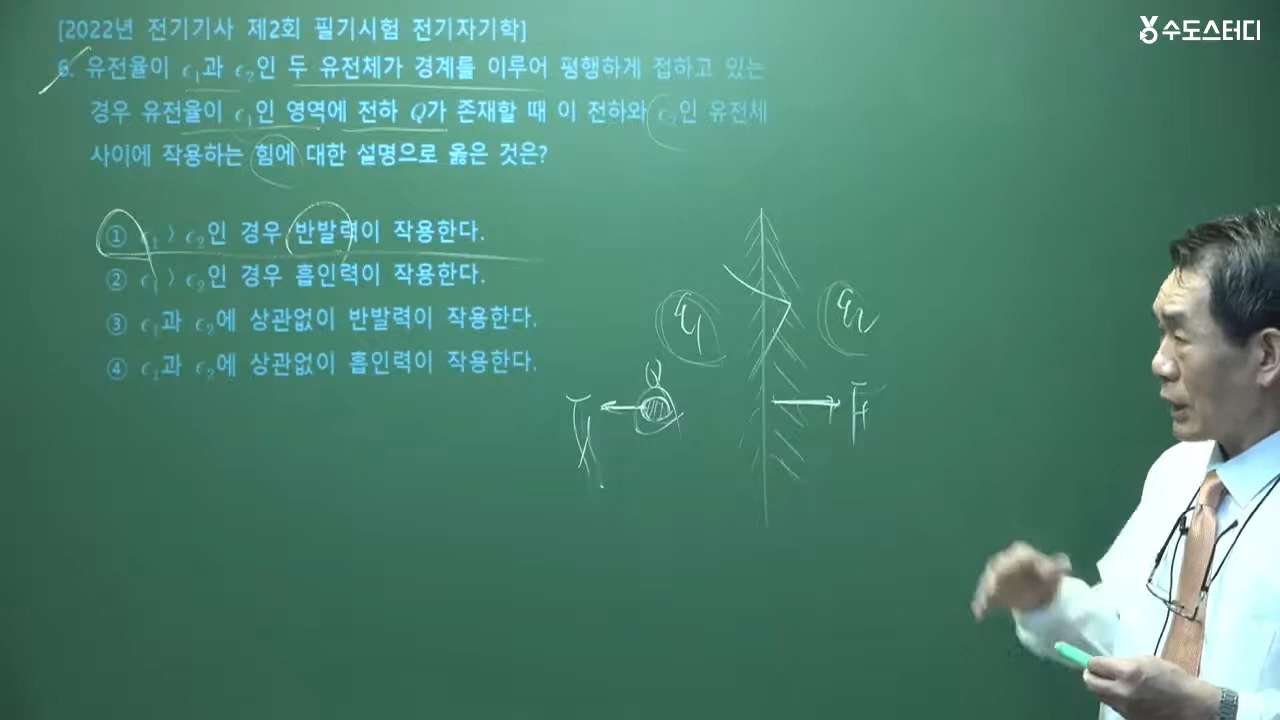 수도스터디
[2022년 전기기사 제2회 필기시험 전기자기학]
6. 유전율이 ϵ₁과 ϵ₂인 두 유전체가 경계를 이루어 평행하게 접하고 있는
경우 유전율이 ϵ₁인 영역에 전하 Q가 존재할 때 이 전하와 ϵ₂인 유전체
사이에 작용하는 힘에 대한 설명으로 옳은 것은?
① ϵ₁ > ϵ₂인 경우 반발력이 작용한다.
② ϵ₁ > ϵ₂인 경우 흡인력이 작용한다.
③ ϵ₁과 ϵ₂에 상관없이 반발력이 작용한다.
④ ϵ₁과 ϵ₂에 상관없이 흡인력이 작용한다.
ε₁ ε₂
Q
F